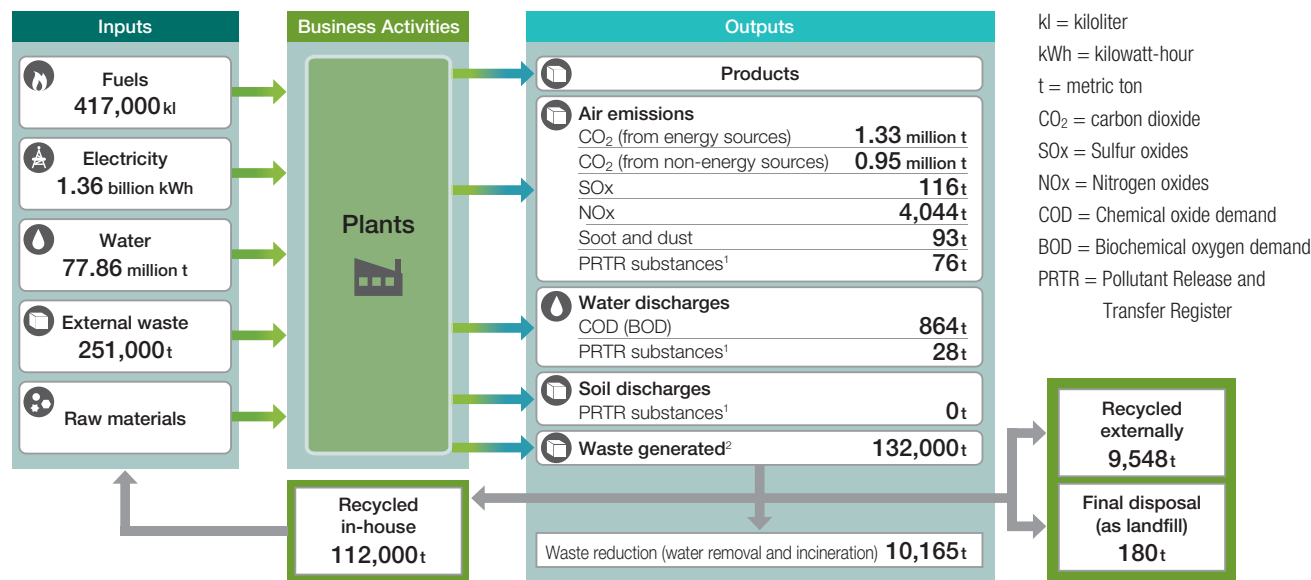 Inputs
Fuels
417,000 kl
Electricity
1.36 billion kWh
Water
77.86 million t
External waste
251,000 t
Raw materials
Business Activities
Plants
Recycled
in-house
112,000 t
Outputs
Products
Air emissions
CO₂ (from energy sources) 1.33 million t
CO₂ (from non-energy sources) 0.95 million t
SOx 116 t
NOx 4,044 t
Soot and dust 93 t
PRTR substances¹ 76 t
Water discharges
COD (BOD) 864 t
PRTR substances¹ 28 t
Soil discharges
PRTR substances¹ 0 t
Waste generated² 132,000 t
Waste reduction (water removal and incineration) 10,165 t
kl = kiloliter
kWh = kilowatt-hour
t = metric ton
CO₂ = carbon dioxide
SOx = Sulfur oxides
NOx = Nitrogen oxides
COD = Chemical oxide demand
BOD = Biochemical oxygen demand
PRTR = Pollutant Release and
Transfer Register
Recycled
externally
9,548 t
Final disposal
(as landfill)
180 t